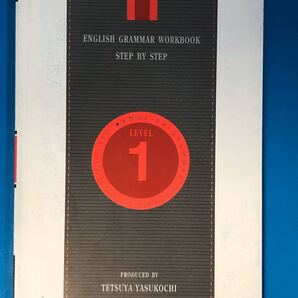 ENGLISH GRAMMAR WORKBOOK
STEP BY STEP
LEVEL
1
PRODUCED BY
TETSUYA YASUKOCHI